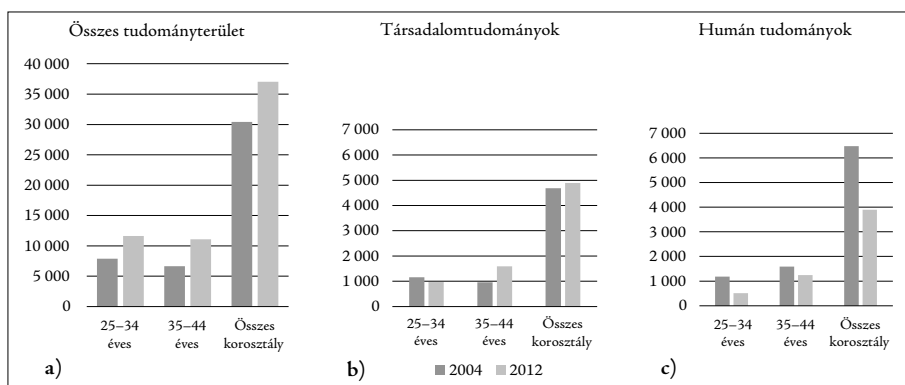 Összes tudományterület
40 000
35 000
30 000
25 000
20 000
15 000
10 000
5 000
0
25–34 éves
35–44 éves
Összes korosztály
a)
Társadalomtudományok
7 000
6 000
5 000
4 000
3 000
2 000
1 000
0
25–34 éves
35–44 éves
Összes korosztály
b)
2004 2012
Humán tudományok
7 000
6 000
5 000
4 000
3 000
2 000
1 000
0
25–34 éves
35–44 éves
Összes korosztály
c)